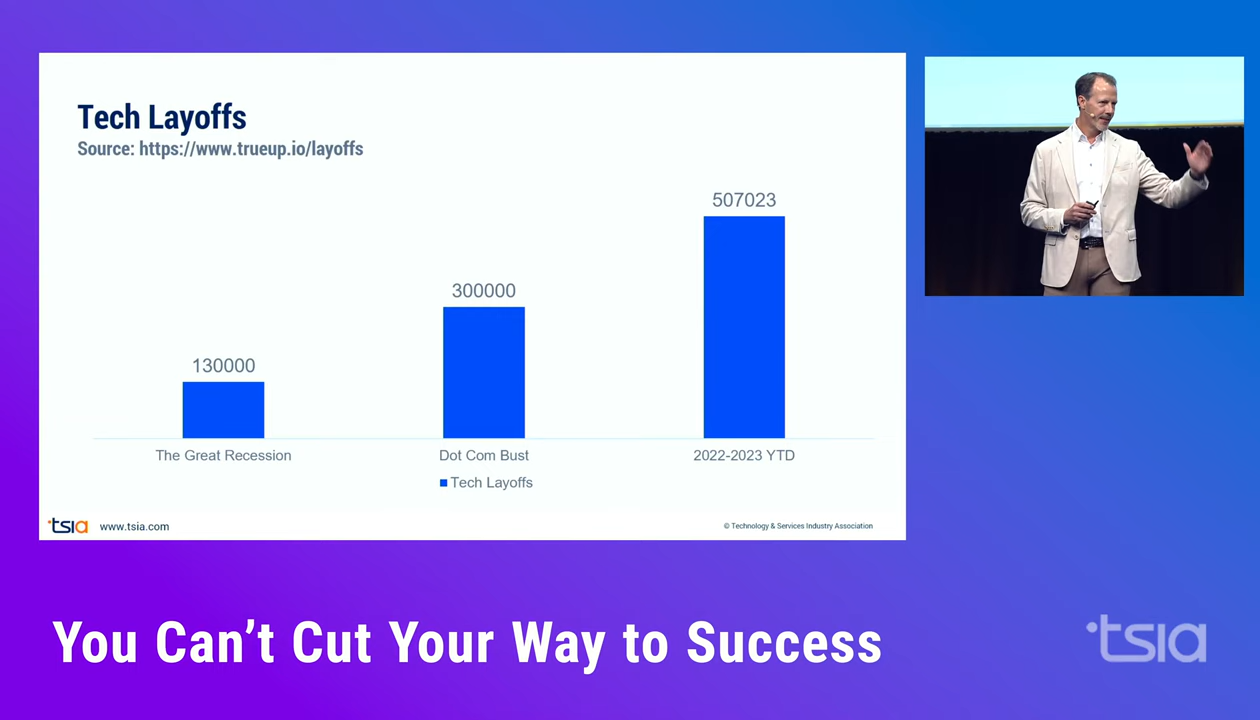 Tech Layoffs
Source: https://www.trueup.io/layoffs
507023
300000
130000
The Great Recession
Dot Com Bust
2022-2023 YTD
Tech Layoffs
tsia
www.tsia.com
© Technology & Services Industry Association
You Can’t Cut Your Way to Success
tsia